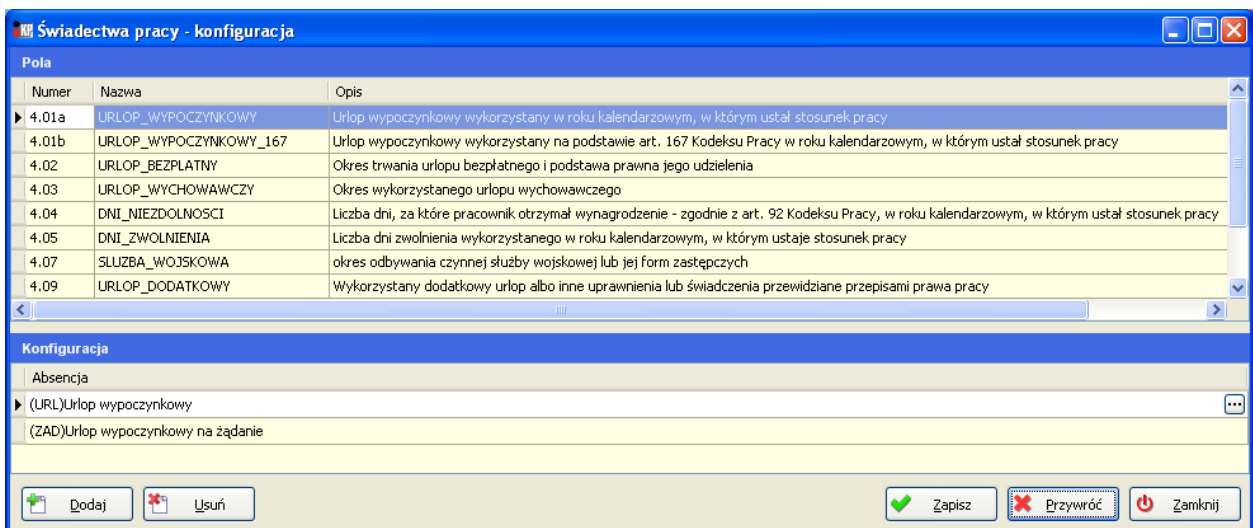 KP Świadectwa pracy - konfiguracja
Pola
Numer Nazwa Opis
4.01a URLOP_WYPOCZYNKOWY Urlop wypoczynkowy wykorzystany w roku kalendarzowym, w którym ustał stosunek pracy
4.01b URLOP_WYPOCZYNKOWY_167 Urlop wypoczynkowy wykorzystany na podstawie art. 167 Kodeksu Pracy w roku kalendarzowym, w którym ustał stosunek pracy
4.02 URLOP_BEZPLATNY Okres trwania urlopu bezpłatnego i podstawa prawna jego udzielenia
4.03 URLOP_WYCHOWAWCZY Okres wykorzystanego urlopu wychowawczego
4.04 DNI_NIEZDOLNOSCI Liczba dni, za które pracownik otrzymał wynagrodzenie - zgodnie z art. 92 Kodeksu Pracy, w roku kalendarzowym, w którym ustał stosunek pracy
4.05 DNI_ZWOLNIENIA Liczba dni zwolnienia wykorzystanego w roku kalendarzowym, w którym ustaje stosunek pracy
4.07 SLUZBA_WOJSKOWA okres odbywania czynnej służby wojskowej lub jej form zastępczych
4.09 URLOP_DODATKOWY Wykorzystany dodatkowy urlop albo inne uprawnienia lub świadczenia przewidziane przepisami prawa pracy
Konfiguracja
Absencja
(URL)Urlop wypoczynkowy ...
(ZAD)Urlop wypoczynkowy na żądanie
Dodaj Usuń Zapisz Przywróć Zamknij